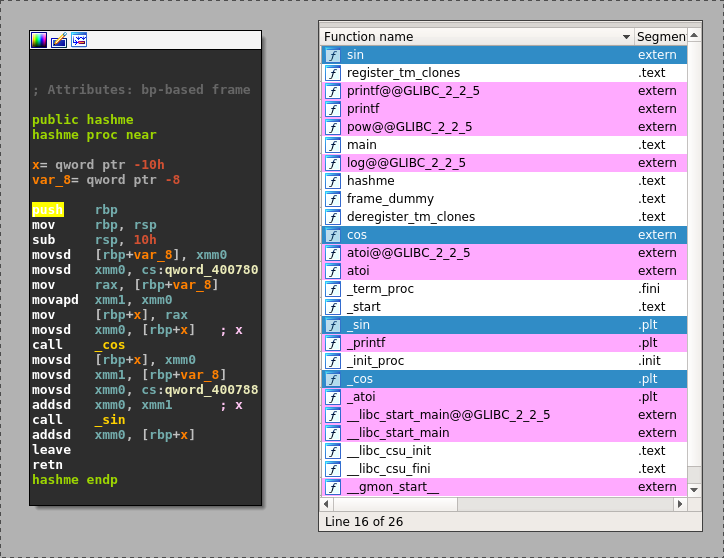 ; Attributes: bp-based frame
public hashme
hashme proc near
x= qword ptr -10h
var_8= qword ptr -8
push rbp
mov rbp, rsp
sub rsp, 10h
movsd [rbp+var_8], xmm0
movsd xmm0, cs:qword_400780
mov rax, [rbp+var_8]
movapd xmm1, xmm0
mov [rbp+x], rax
movsd xmm0, [rbp+x] ; x
call _cos
movsd [rbp+x], xmm0
movsd xmm1, [rbp+var_8]
movsd xmm0, cs:qword_400788
addsd xmm0, xmm1 ; x
call _sin
addsd xmm0, [rbp+x]
leave
retn
hashme endp
Function name Segmen
sin extern
register_tm_clones .text
printf@@GLIBC_2_2_5 extern
printf extern
pow@@GLIBC_2_2_5 extern
main .text
log@@GLIBC_2_2_5 extern
hashme .text
frame_dummy .text
deregister_tm_clones .text
cos extern
atoi@@GLIBC_2_2_5 extern
atoi extern
_term_proc .fini
_start .text
_sin .plt
_printf .plt
_init_proc .init
_cos .plt
_atoi .plt
__libc_start_main@@GLIBC_2_2_5 extern
__libc_start_main extern
__libc_csu_init .text
__libc_csu_fini .text
__gmon_start__ extern
Line 16 of 26